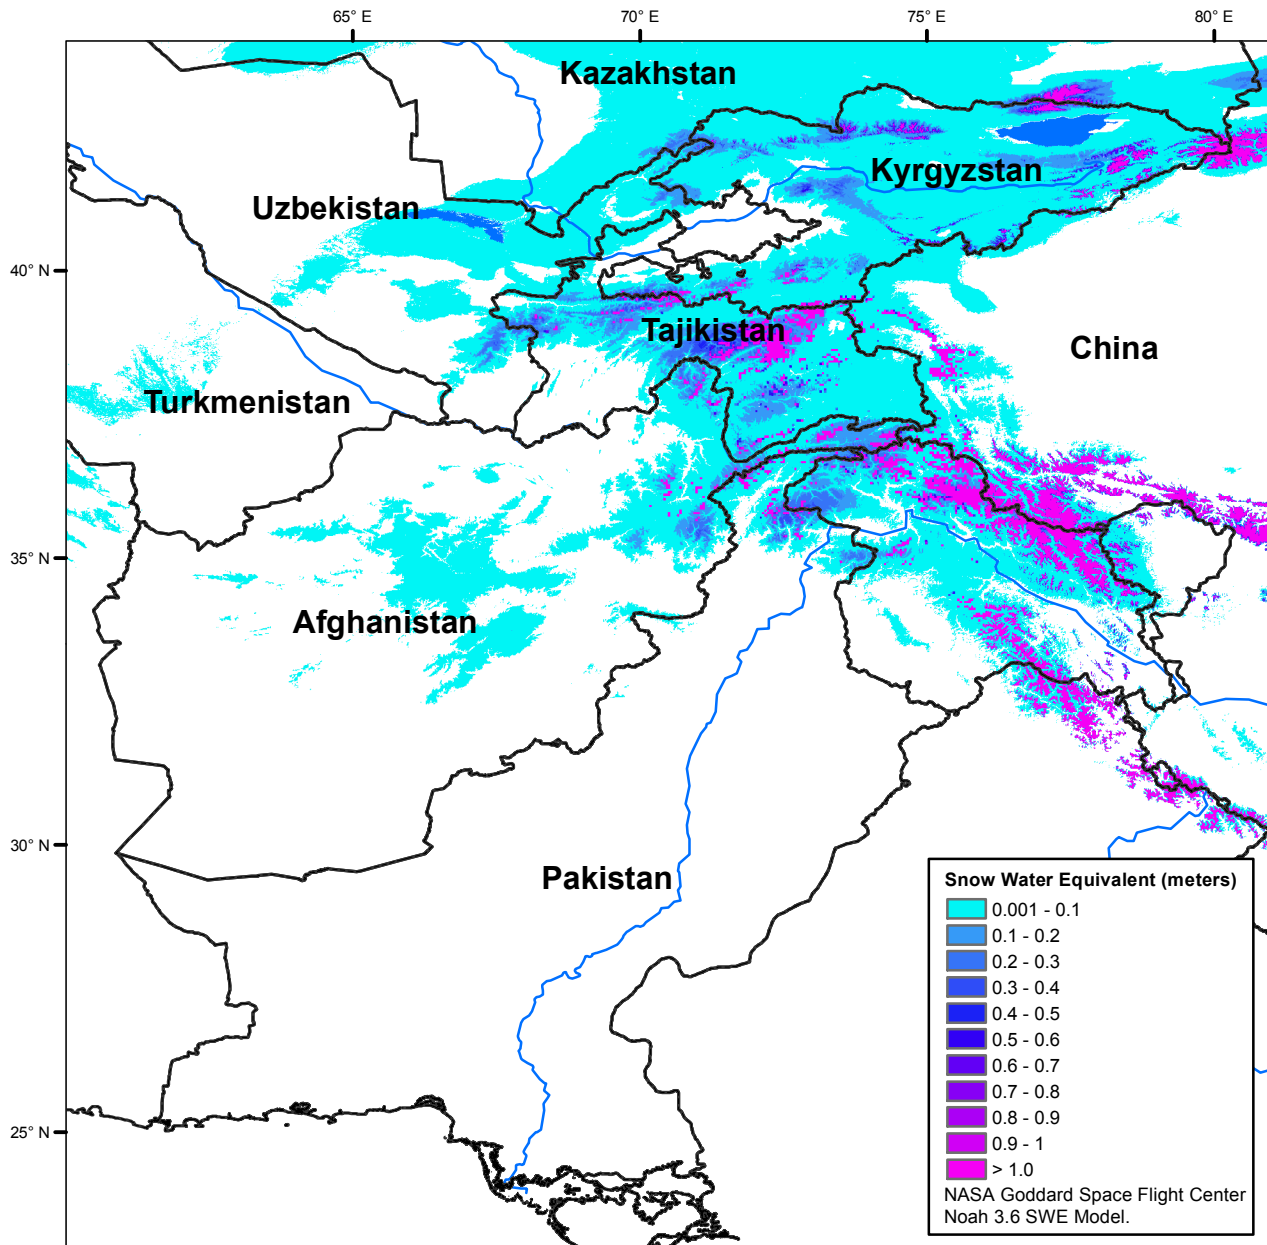 65° E
70° E
75° E
80° E
Kazakhstan
Kyrgyzstan
Uzbekistan
40° N
Tajikistan
China
Turkmenistan
35° N
Afghanistan
30° N
Pakistan
25° N
Snow Water Equivalent (meters)
0.001 - 0.1
0.1 - 0.2
0.2 - 0.3
0.3 - 0.4
0.4 - 0.5
0.5 - 0.6
0.6 - 0.7
0.7 - 0.8
0.8 - 0.9
0.9 - 1
> 1.0
NASA Goddard Space Flight Center
Noah 3.6 SWE Model.